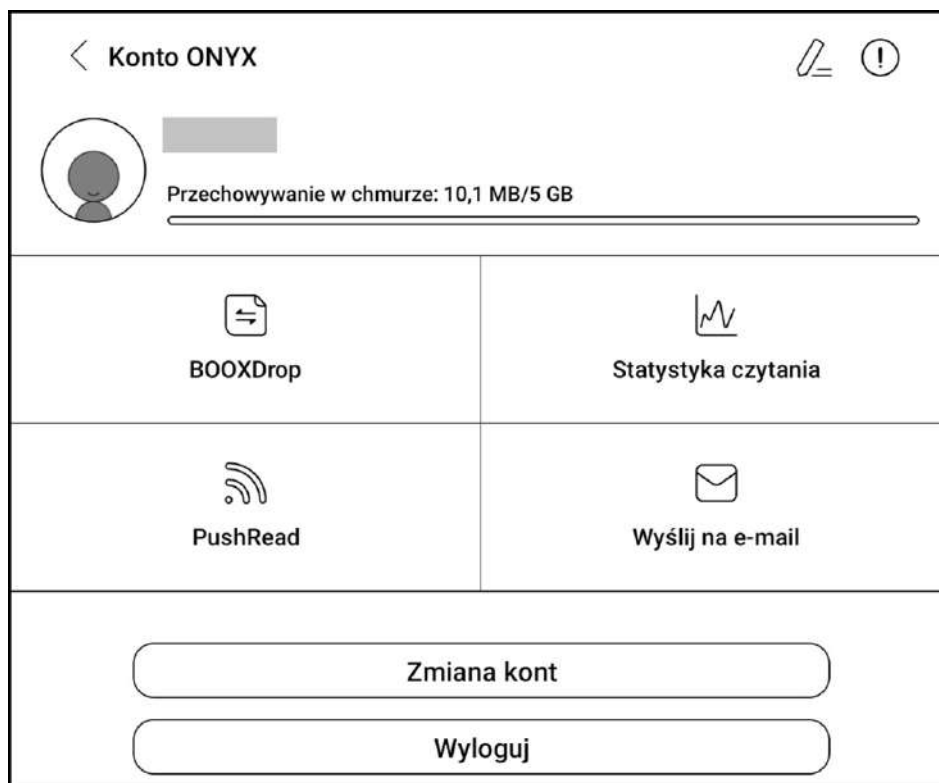 Konto ONYX
Przechowywanie w chmurze: 10,1 MB/5 GB
BOOXDrop
Statystyka czytania
PushRead
Wyślij na e-mail
Zmiana kont
Wyloguj